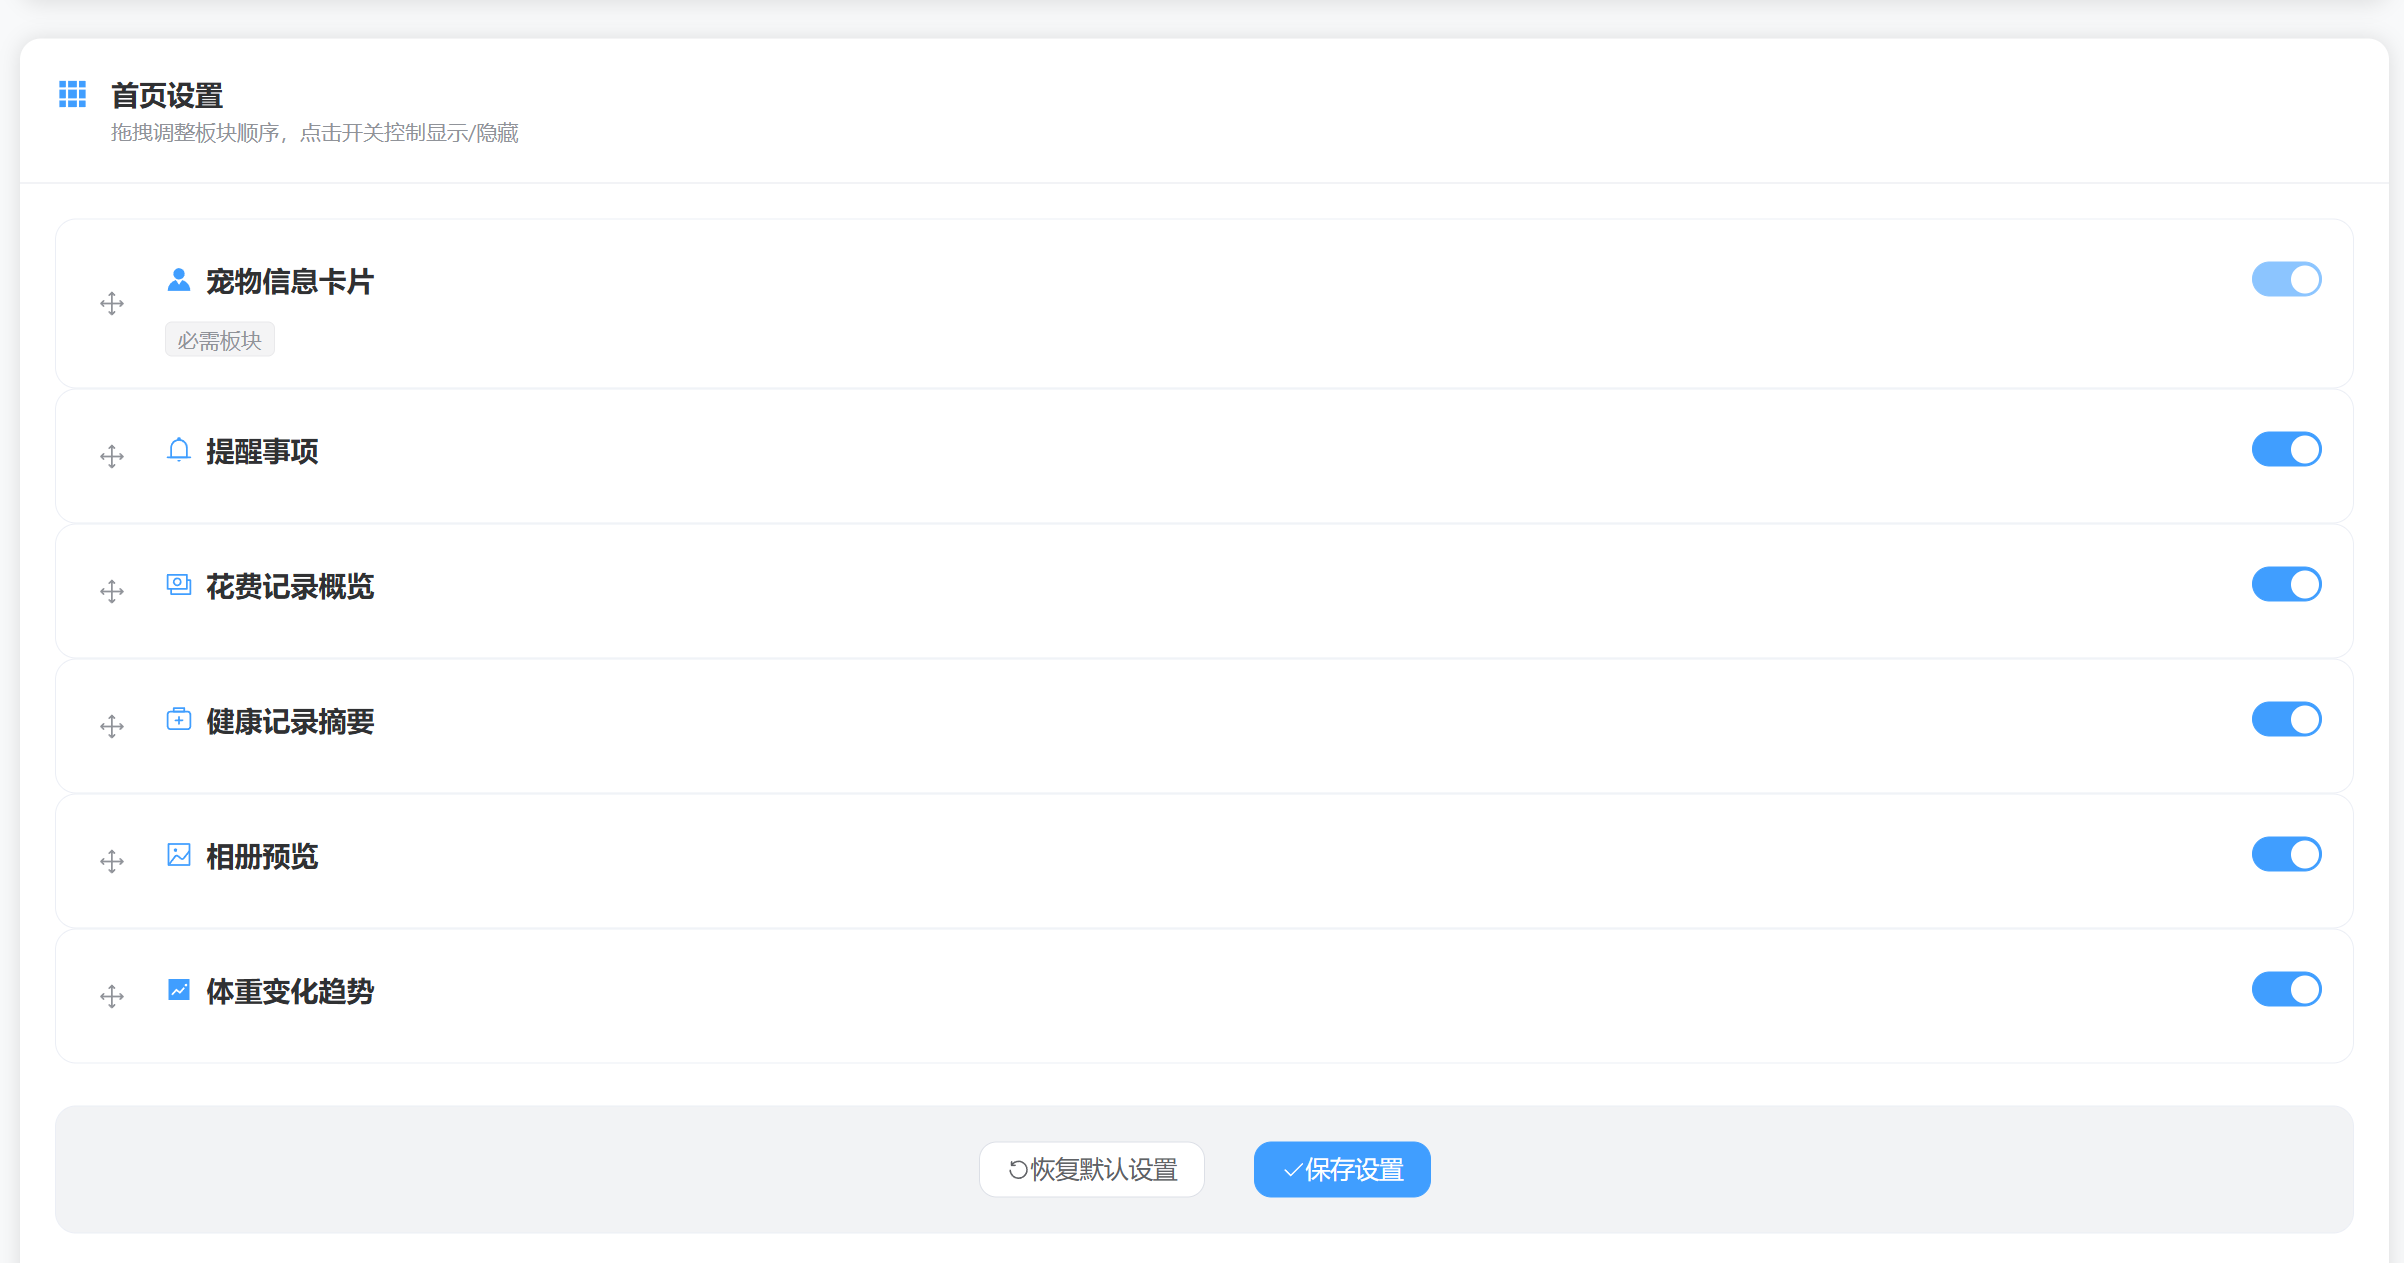 首页设置
拖拽调整板块顺序，点击开关控制显示/隐藏
宠物信息卡片
必需板块
提醒事项
花费记录概览
健康记录摘要
相册预览
体重变化趋势
恢复默认设置
保存设置